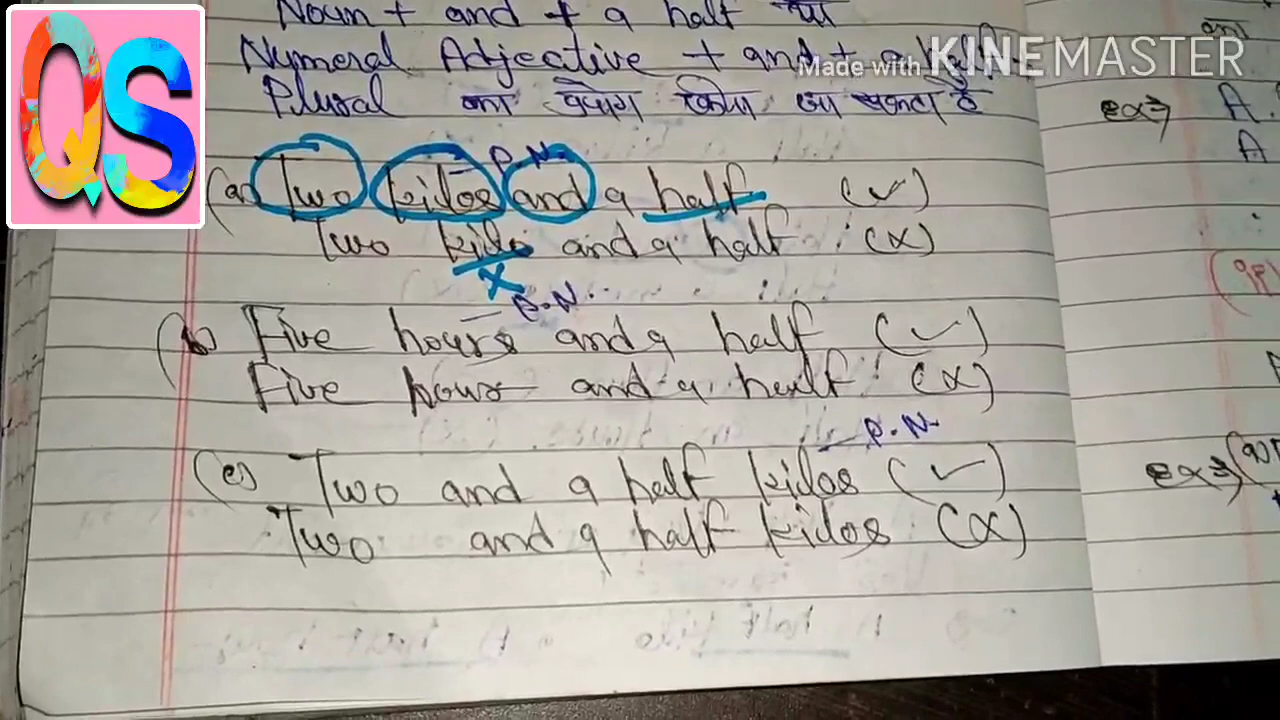 QS
Made with KINEMASTER
Noun + and + a half या
Numeral Adjective + and + a half
Plural का प्रयोग किया जा सकता है
P.N.
(a) Two kilos and a half (✓)
Two kilo and a half (x)
X
P.N.
(b) Five hours and a half (✓)
Five hour and a half (x)
P.N.
(c) Two and a half kilos (✓)
Two and a half kilos (x)
ex⇒ A.
A
ex⇒